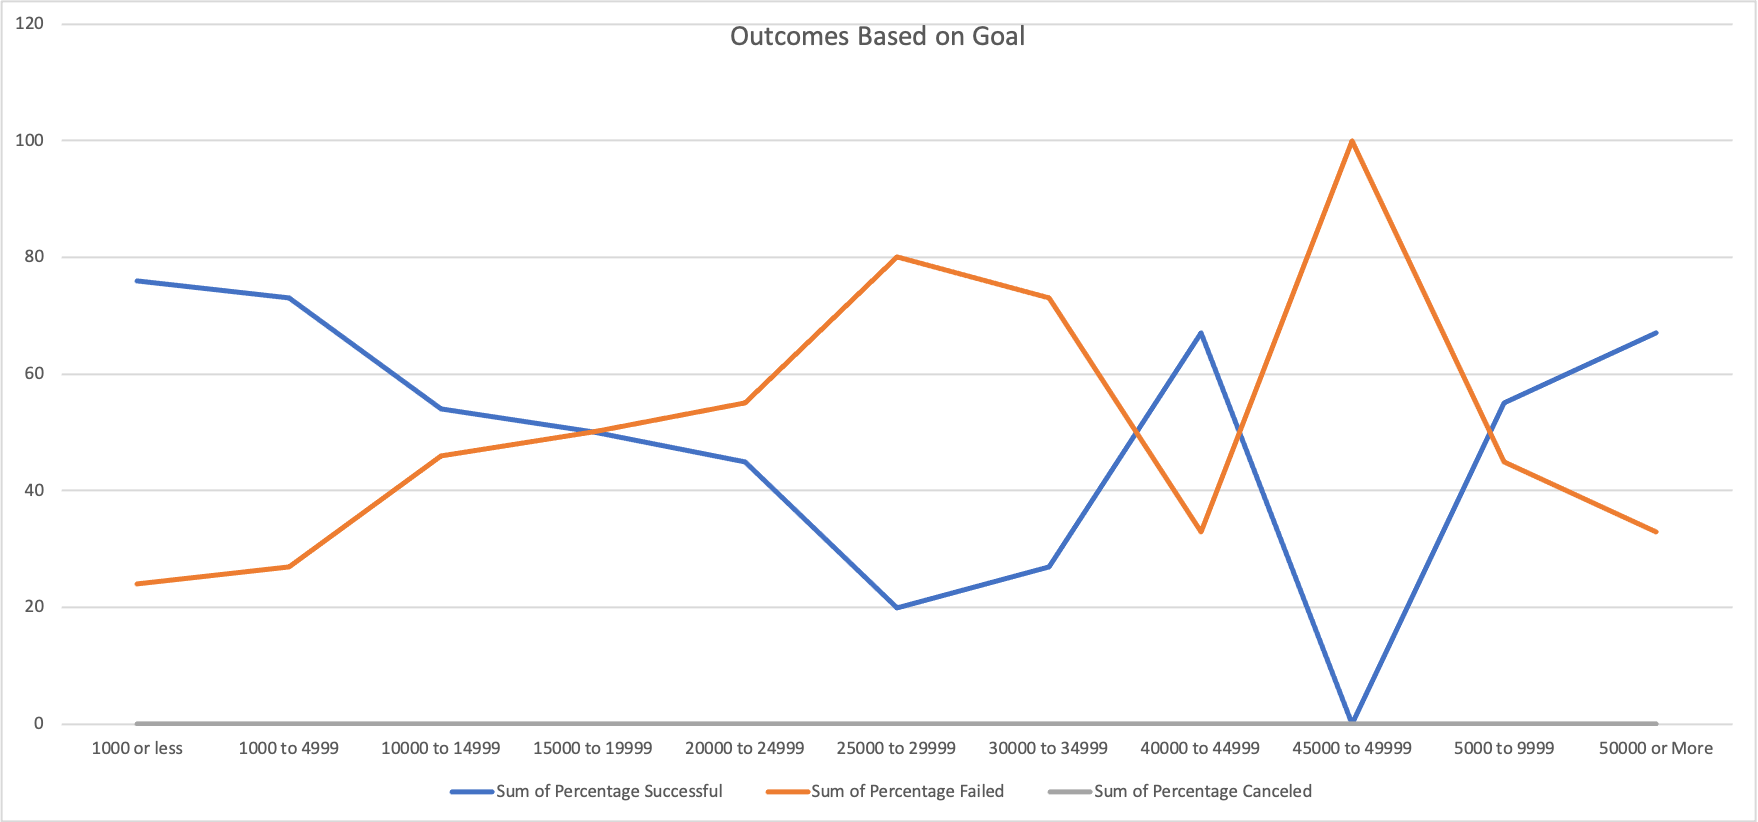 Outcomes Based on Goal
120
100
80
60
40
20
0
1000 or less 1000 to 4999 10000 to 14999 15000 to 19999 20000 to 24999 25000 to 29999 30000 to 34999 40000 to 44999 45000 to 49999 5000 to 9999 50000 or More
Sum of Percentage Successful Sum of Percentage Failed Sum of Percentage Canceled